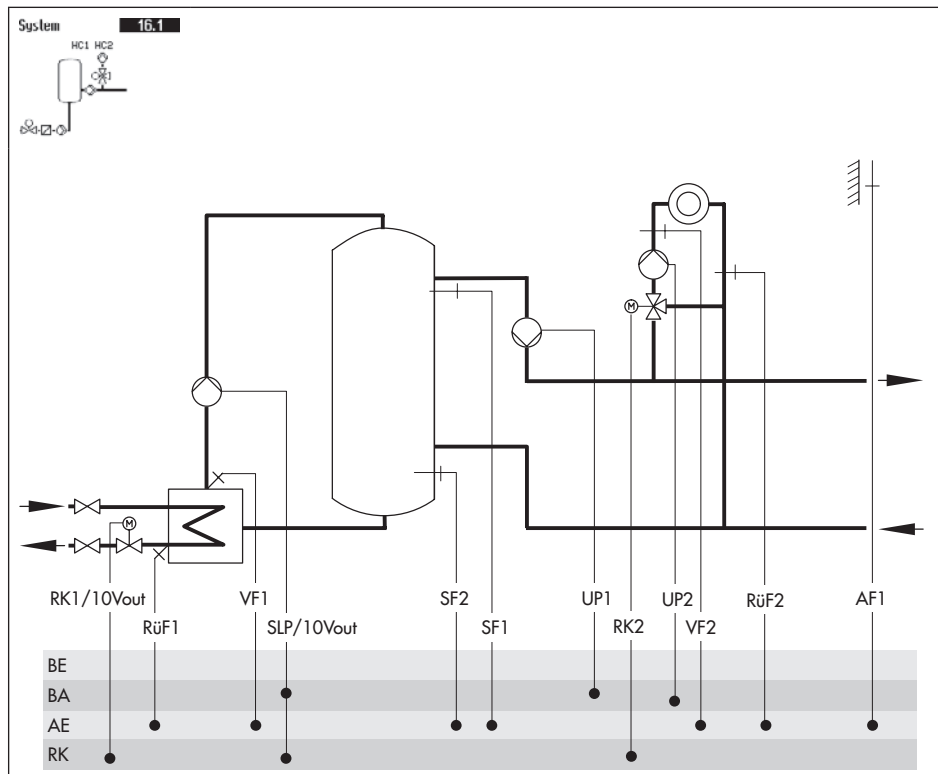 System 16.1
HC1 HC2
M
M
RK1/10Vout VF1 SF2 UP1 UP2 RüF2 AF1
RüF1 SLP/10Vout SF1 RK2 VF2
BE
BA
AE
RK